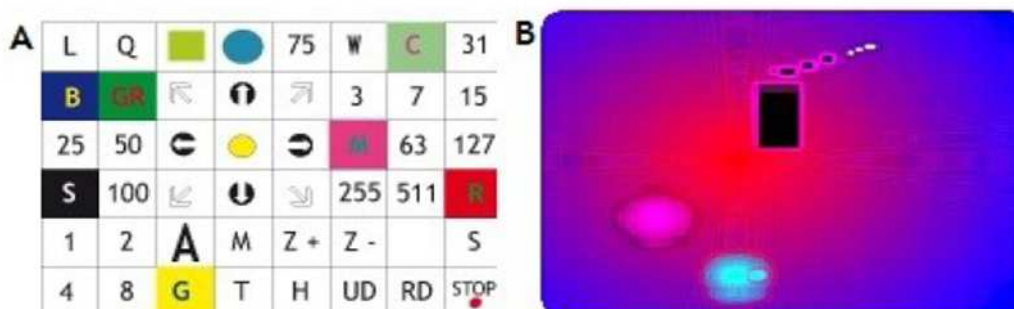 A
B
L Q 75 W C 31
B GR 3 7 15
25 50 M 63 127
S 100 255 511 R
1 2 A M Z + Z - S
4 8 G T H UD RD STOP